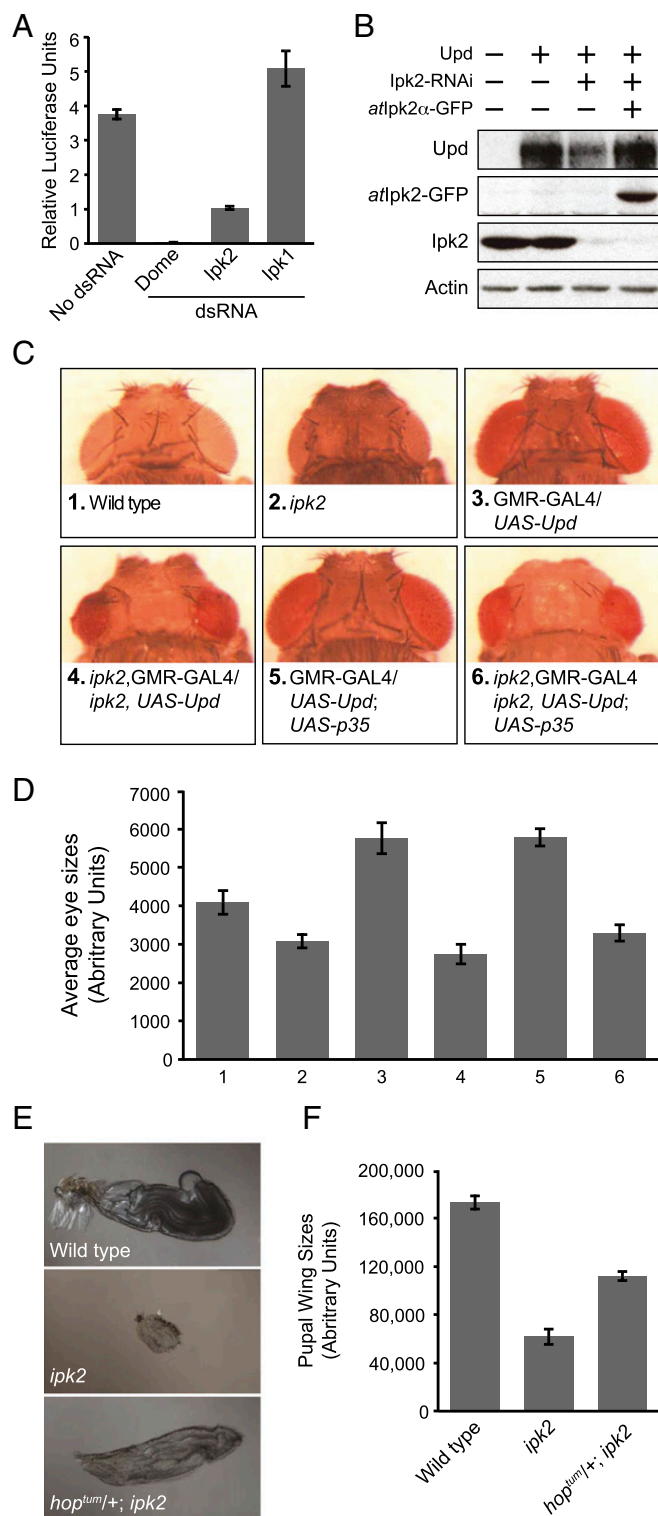 A
Relative Luciferase Units
6
5
4
3
2
1
0
No dsRNA
Dome
Ipk2
Ipk1
dsRNA
B
Upd − + + +
Ipk2-RNAi − − + +
atIpk2α-GFP − − − +
Upd
atIpk2-GFP
Ipk2
Actin
C
1. Wild type
2. ipk2
3. GMR-GAL4/
UAS-Upd
4. ipk2,GMR-GAL4/
ipk2, UAS-Upd
5. GMR-GAL4/
UAS-Upd;
UAS-p35
6. ipk2,GMR-GAL4
ipk2, UAS-Upd;
UAS-p35
D
Average eye sizes
(Abritrary Units)
7000
6000
5000
4000
3000
2000
1000
0
1 2 3 4 5 6
E
Wild type
ipk2
hop^tum/+; ipk2
F
Pupal Wing Sizes
(Abritrary Units)
200,000
160,000
120,000
80,000
40,000
0
Wild type
ipk2
hop^tum/+; ipk2